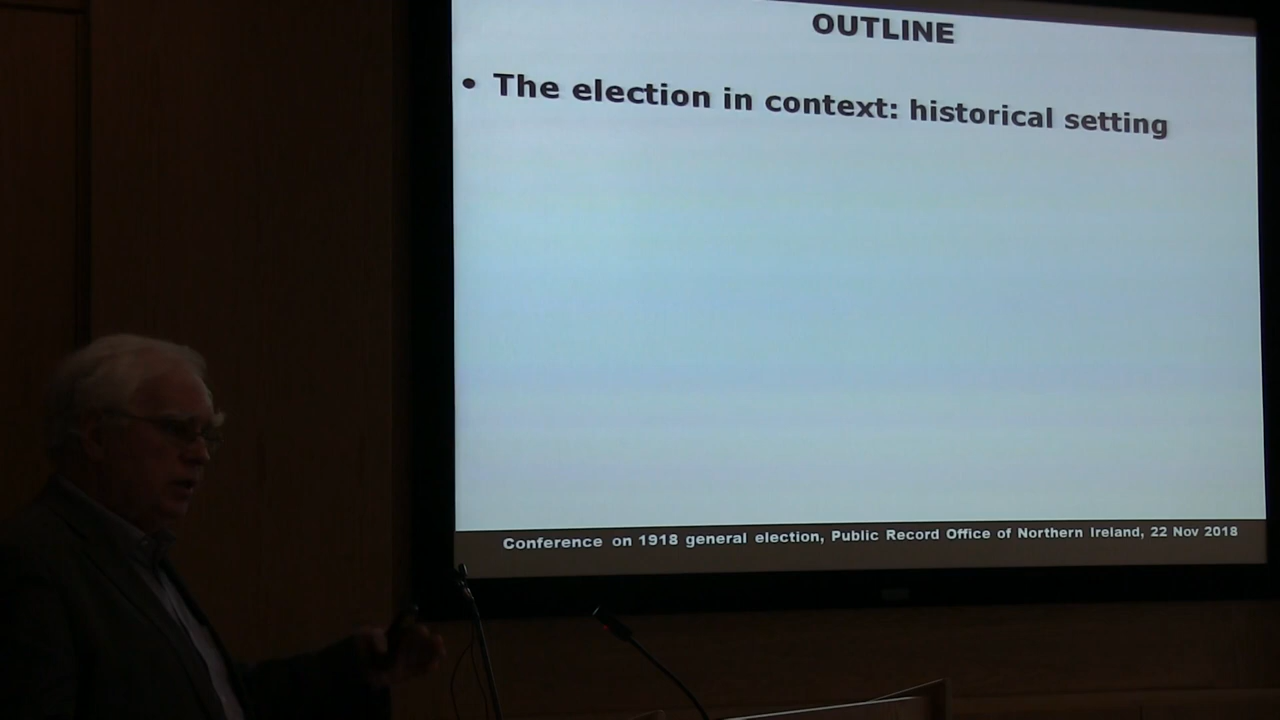 OUTLINE
• The election in context: historical setting
Conference on 1918 general election, Public Record Office of Northern Ireland, 22 Nov 2018